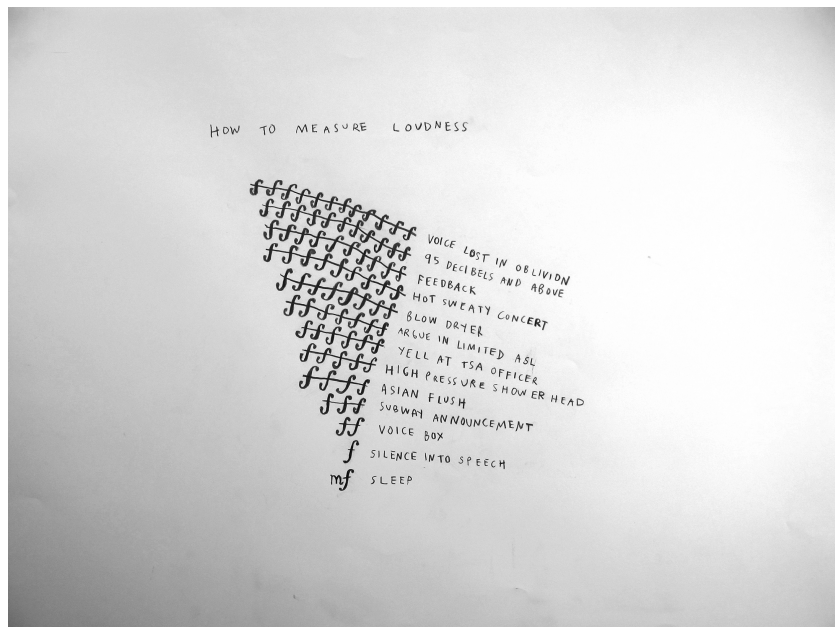 HOW TO MEASURE LOUDNESS
VOICE LOST IN OBLIVION
95 DECIBELS AND ABOVE
FEEDBACK
HOT SWEATY CONCERT
BLOW DRYER
ARGUE IN LIMITED ASL
YELL AT TSA OFFICER
HIGH PRESSURE SHOWER HEAD
ASIAN FLUSH
fff SUBWAY ANNOUNCEMENT
ff VOICE BOX
f SILENCE INTO SPEECH
mf SLEEP